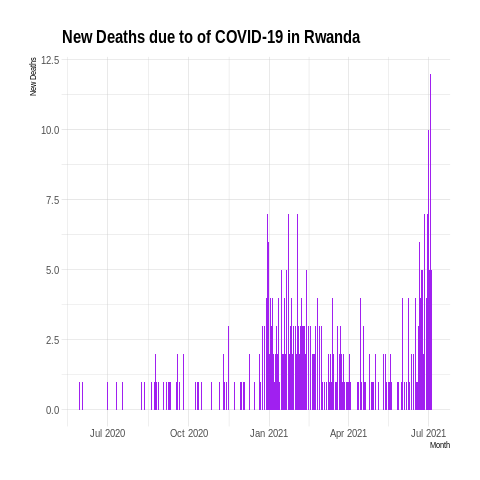 New Deaths due to of COVID-19 in Rwanda
New Deaths
12.5
10.0
7.5
5.0
2.5
0.0
Jul 2020 Oct 2020 Jan 2021 Apr 2021 Jul 2021
Month